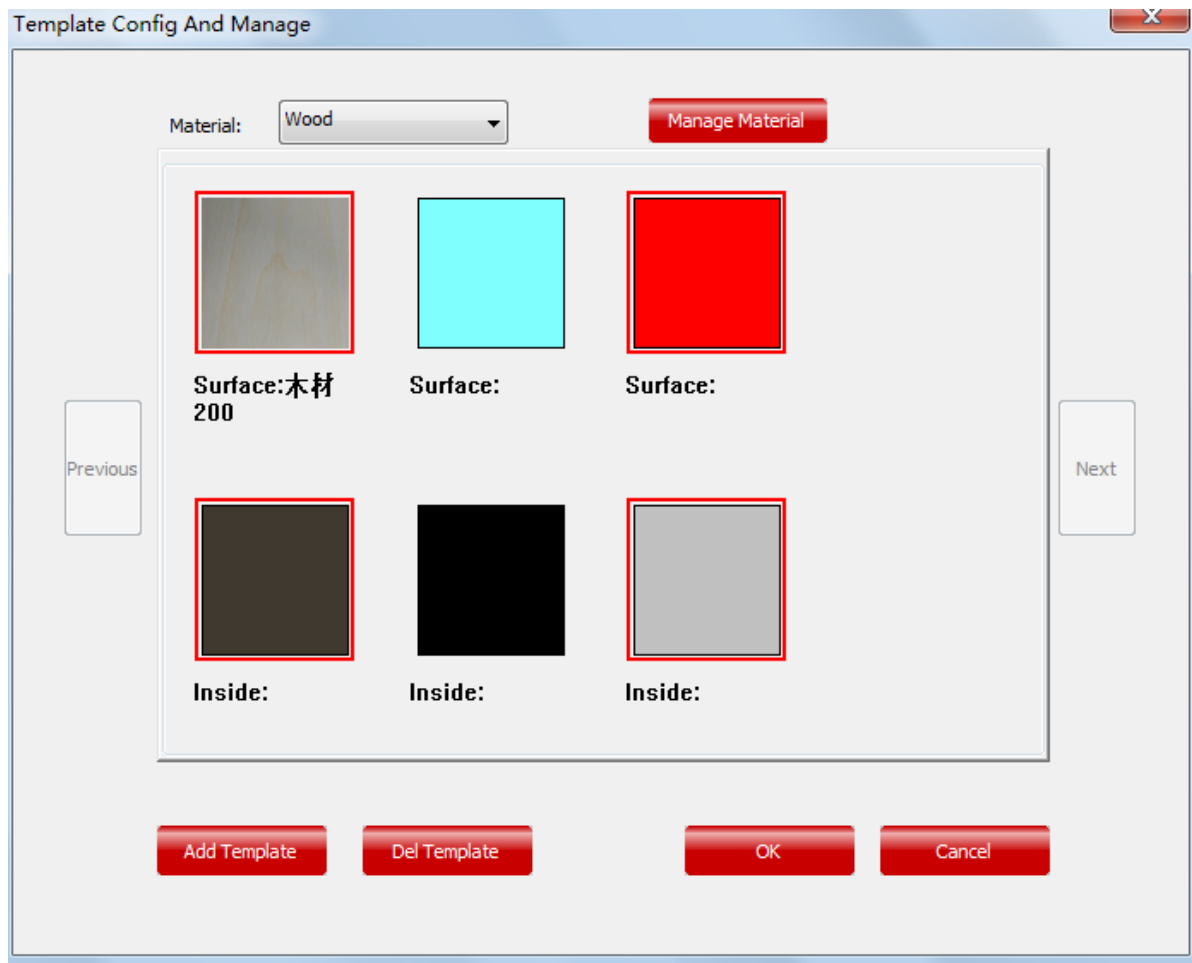 Template Config And Manage
X
Material:
Wood
Manage Material
Surface:木材
200
Surface:
Surface:
Previous
Next
Inside:
Inside:
Inside:
Add Template
Del Template
OK
Cancel